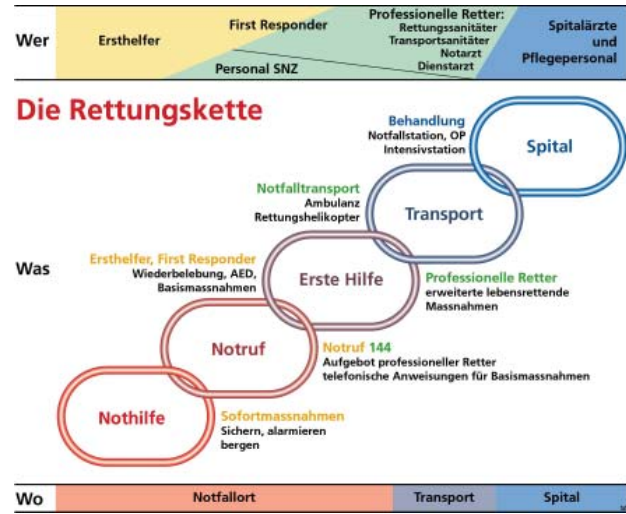 Wer
Ersthelfer
First Responder
Personal SNZ
Professionelle Retter:
Rettungssanitäter
Transportsanitäter
Notarzt
Dienstarzt
Spitalärzte
und
Pflegepersonal
Die Rettungskette
Behandlung
Notfallstation, OP
Intensivstation
Spital
Notfalltransport
Ambulanz
Rettungshelikopter
Transport
Was
Ersthelfer, First Responder
Wiederbelebung, AED,
Basismassnahmen
Erste Hilfe
Professionelle Retter
erweiterte lebensrettende
Massnahmen
Notruf
Notruf 144
Aufgebot professioneller Retter
telefonische Anweisungen für Basismassnahmen
Nothilfe
Sofortmassnahmen
Sichern, alarmieren
bergen
Wo
Notfallort
Transport
Spital